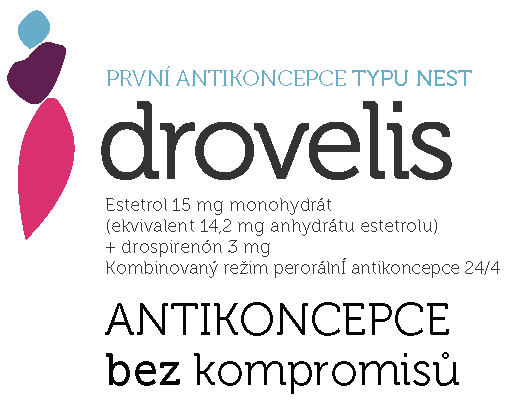 PRVNÍ ANTIKONCEPCE TYPU NEST
drovelis
Estetrol 15 mg monohydrát
(ekvivalent 14,2 mg anhydrátu estetrolu)
+ drospirenón 3 mg
Kombinovaný režim perorálnÍ antikoncepce 24/4
ANTIKONCEPCE
bez kompromisů